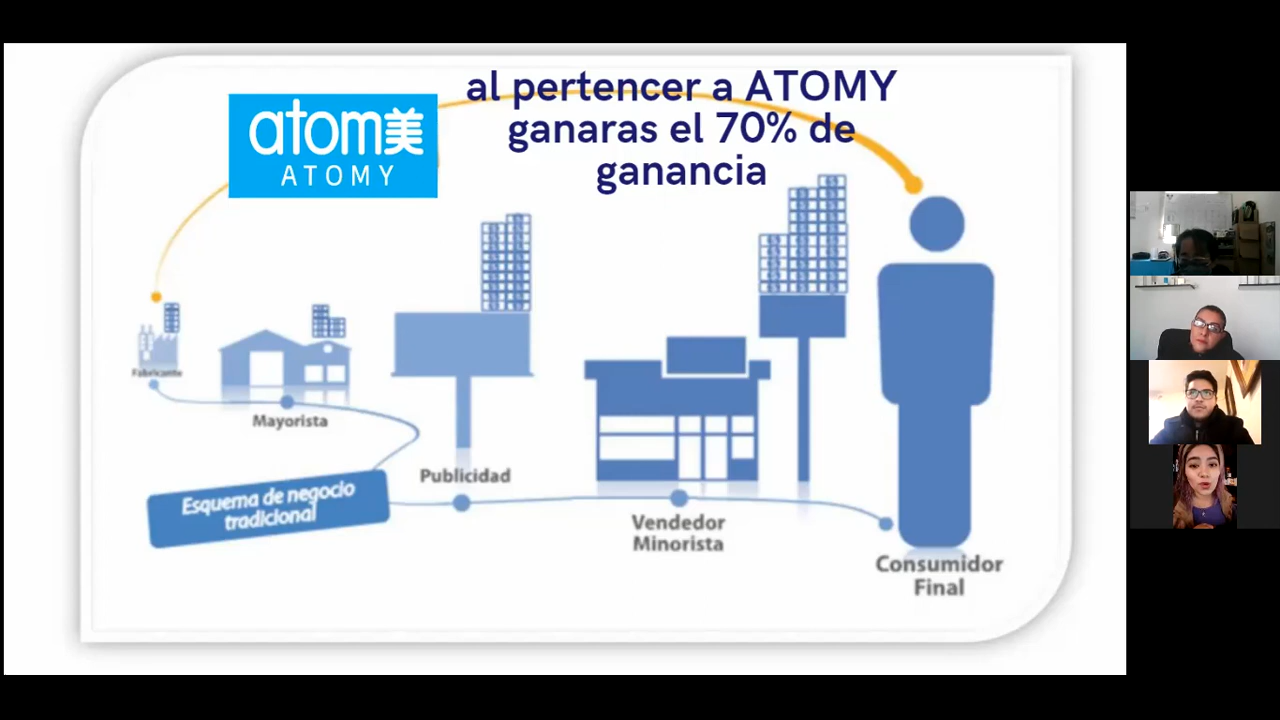 al pertencer a ATOMY
ganaras el 70% de
ganancia
atom美
ATOMY
Fabricante
Mayorista
Publicidad
Esquema de negocio
tradicional
Vendedor
Minorista
Consumidor
Final